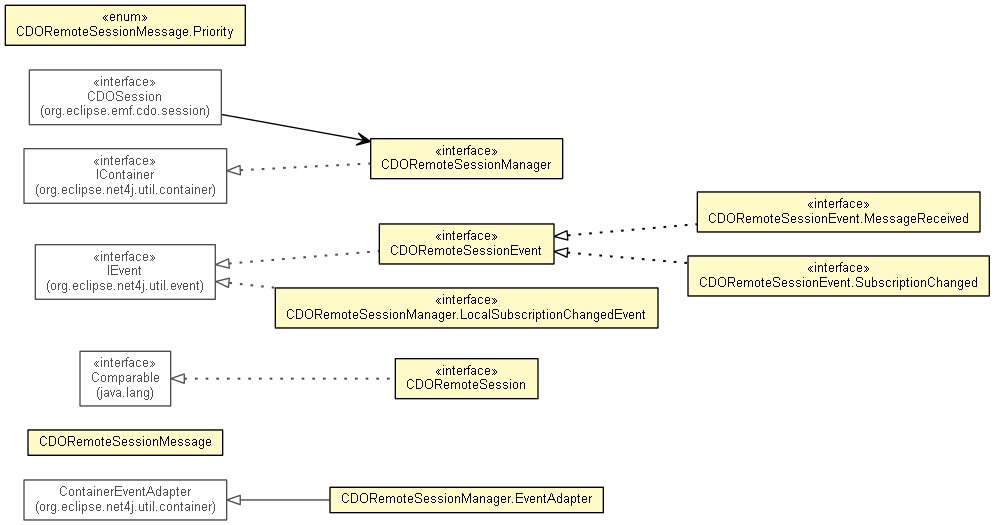 «enum»
CDORemoteSessionMessage.Priority
«interface»
CDOSession
(org.eclipse.emf.cdo.session)
«interface»
CDORemoteSessionManager
«interface»
IContainer
(org.eclipse.net4j.util.container)
«interface»
CDORemoteSessionEvent.MessageReceived
«interface»
CDORemoteSessionEvent
«interface»
IEvent
(org.eclipse.net4j.util.event)
«interface»
CDORemoteSessionEvent.SubscriptionChanged
«interface»
CDORemoteSessionManager.LocalSubscriptionChangedEvent
«interface»
Comparable
(java.lang)
«interface»
CDORemoteSession
CDORemoteSessionMessage
ContainerEventAdapter
(org.eclipse.net4j.util.container)
CDORemoteSessionManager.EventAdapter